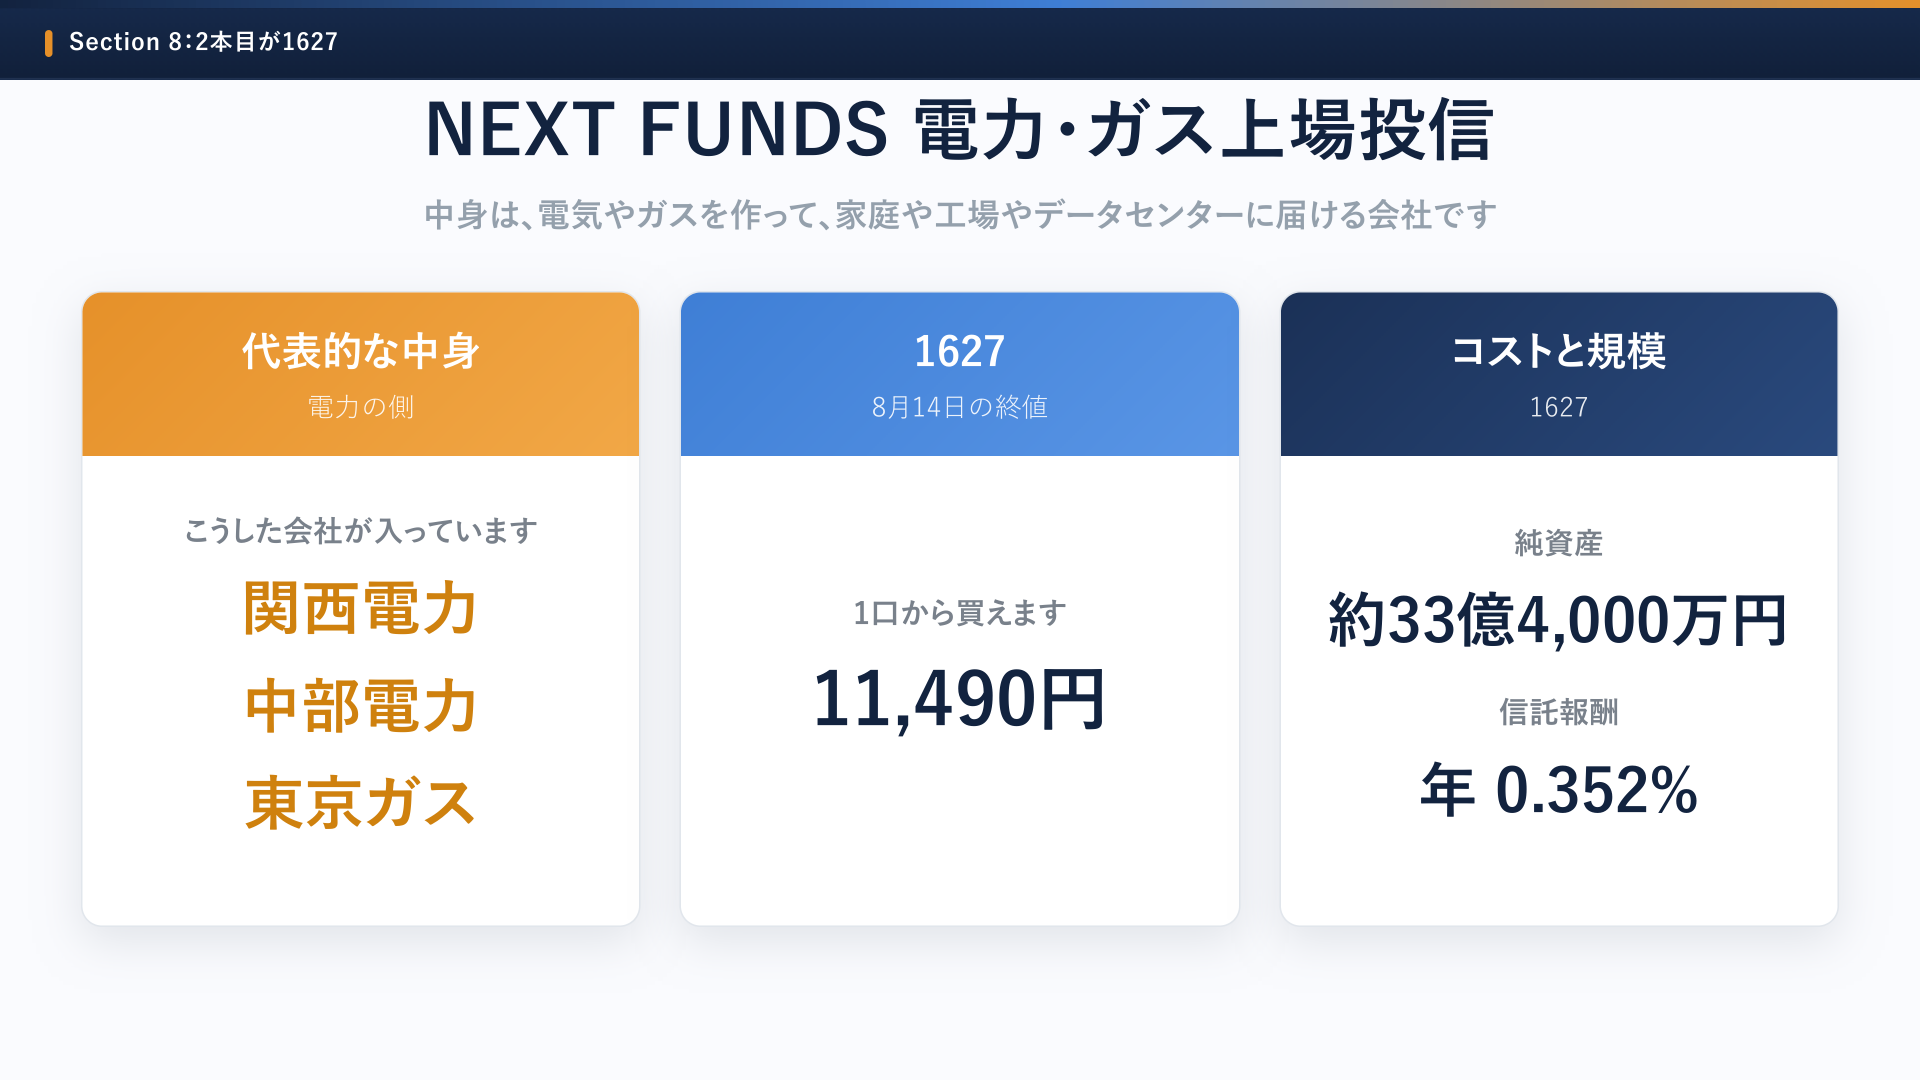 Section 8：2本目が1627
NEXT FUNDS 電力・ガス上場投信
中身は、電気やガスを作って、家庭や工場やデータセンターに届ける会社です
代表的な中身
電力の側
こうした会社が入っています
関西電力
中部電力
東京ガス
1627
8月14日の終値
1口から買えます
11,490円
コストと規模
1627
純資産
約33億4,000万円
信託報酬
年 0.352%